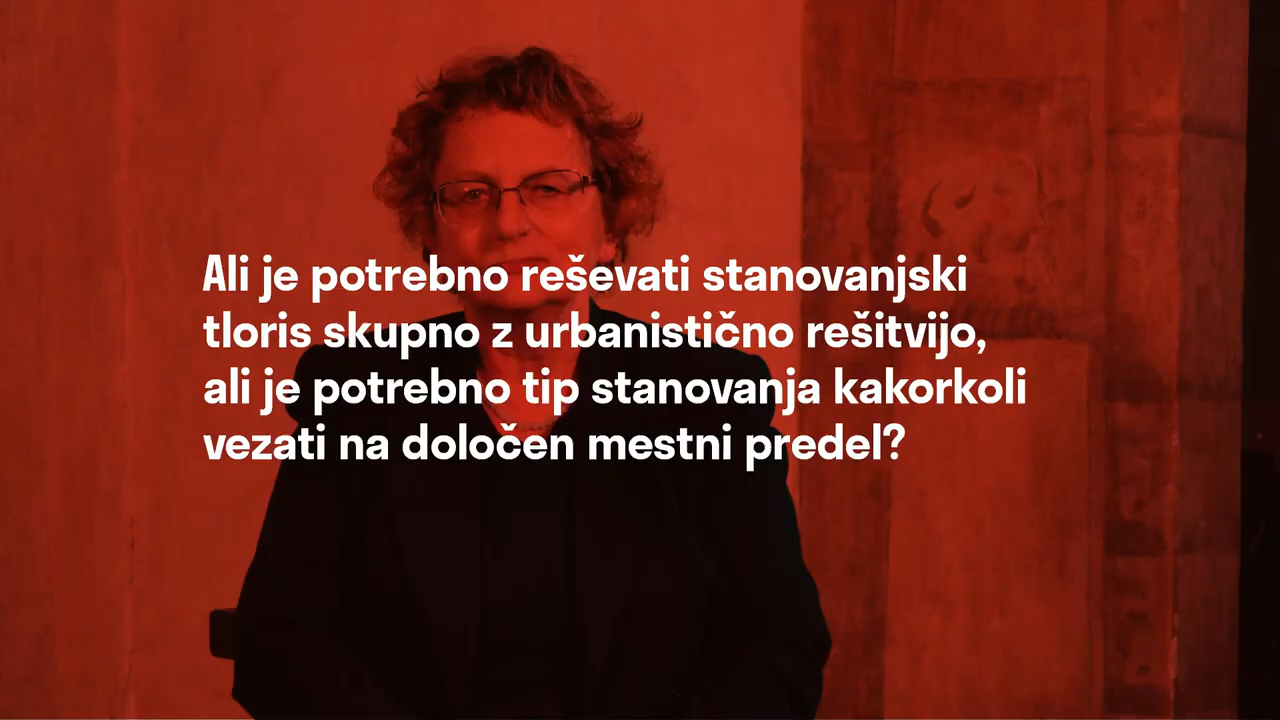 Ali je potrebno reševati stanovanjski
tloris skupno z urbanistično rešitvijo,
ali je potrebno tip stanovanja kakorkoli
vezati na določen mestni predel?